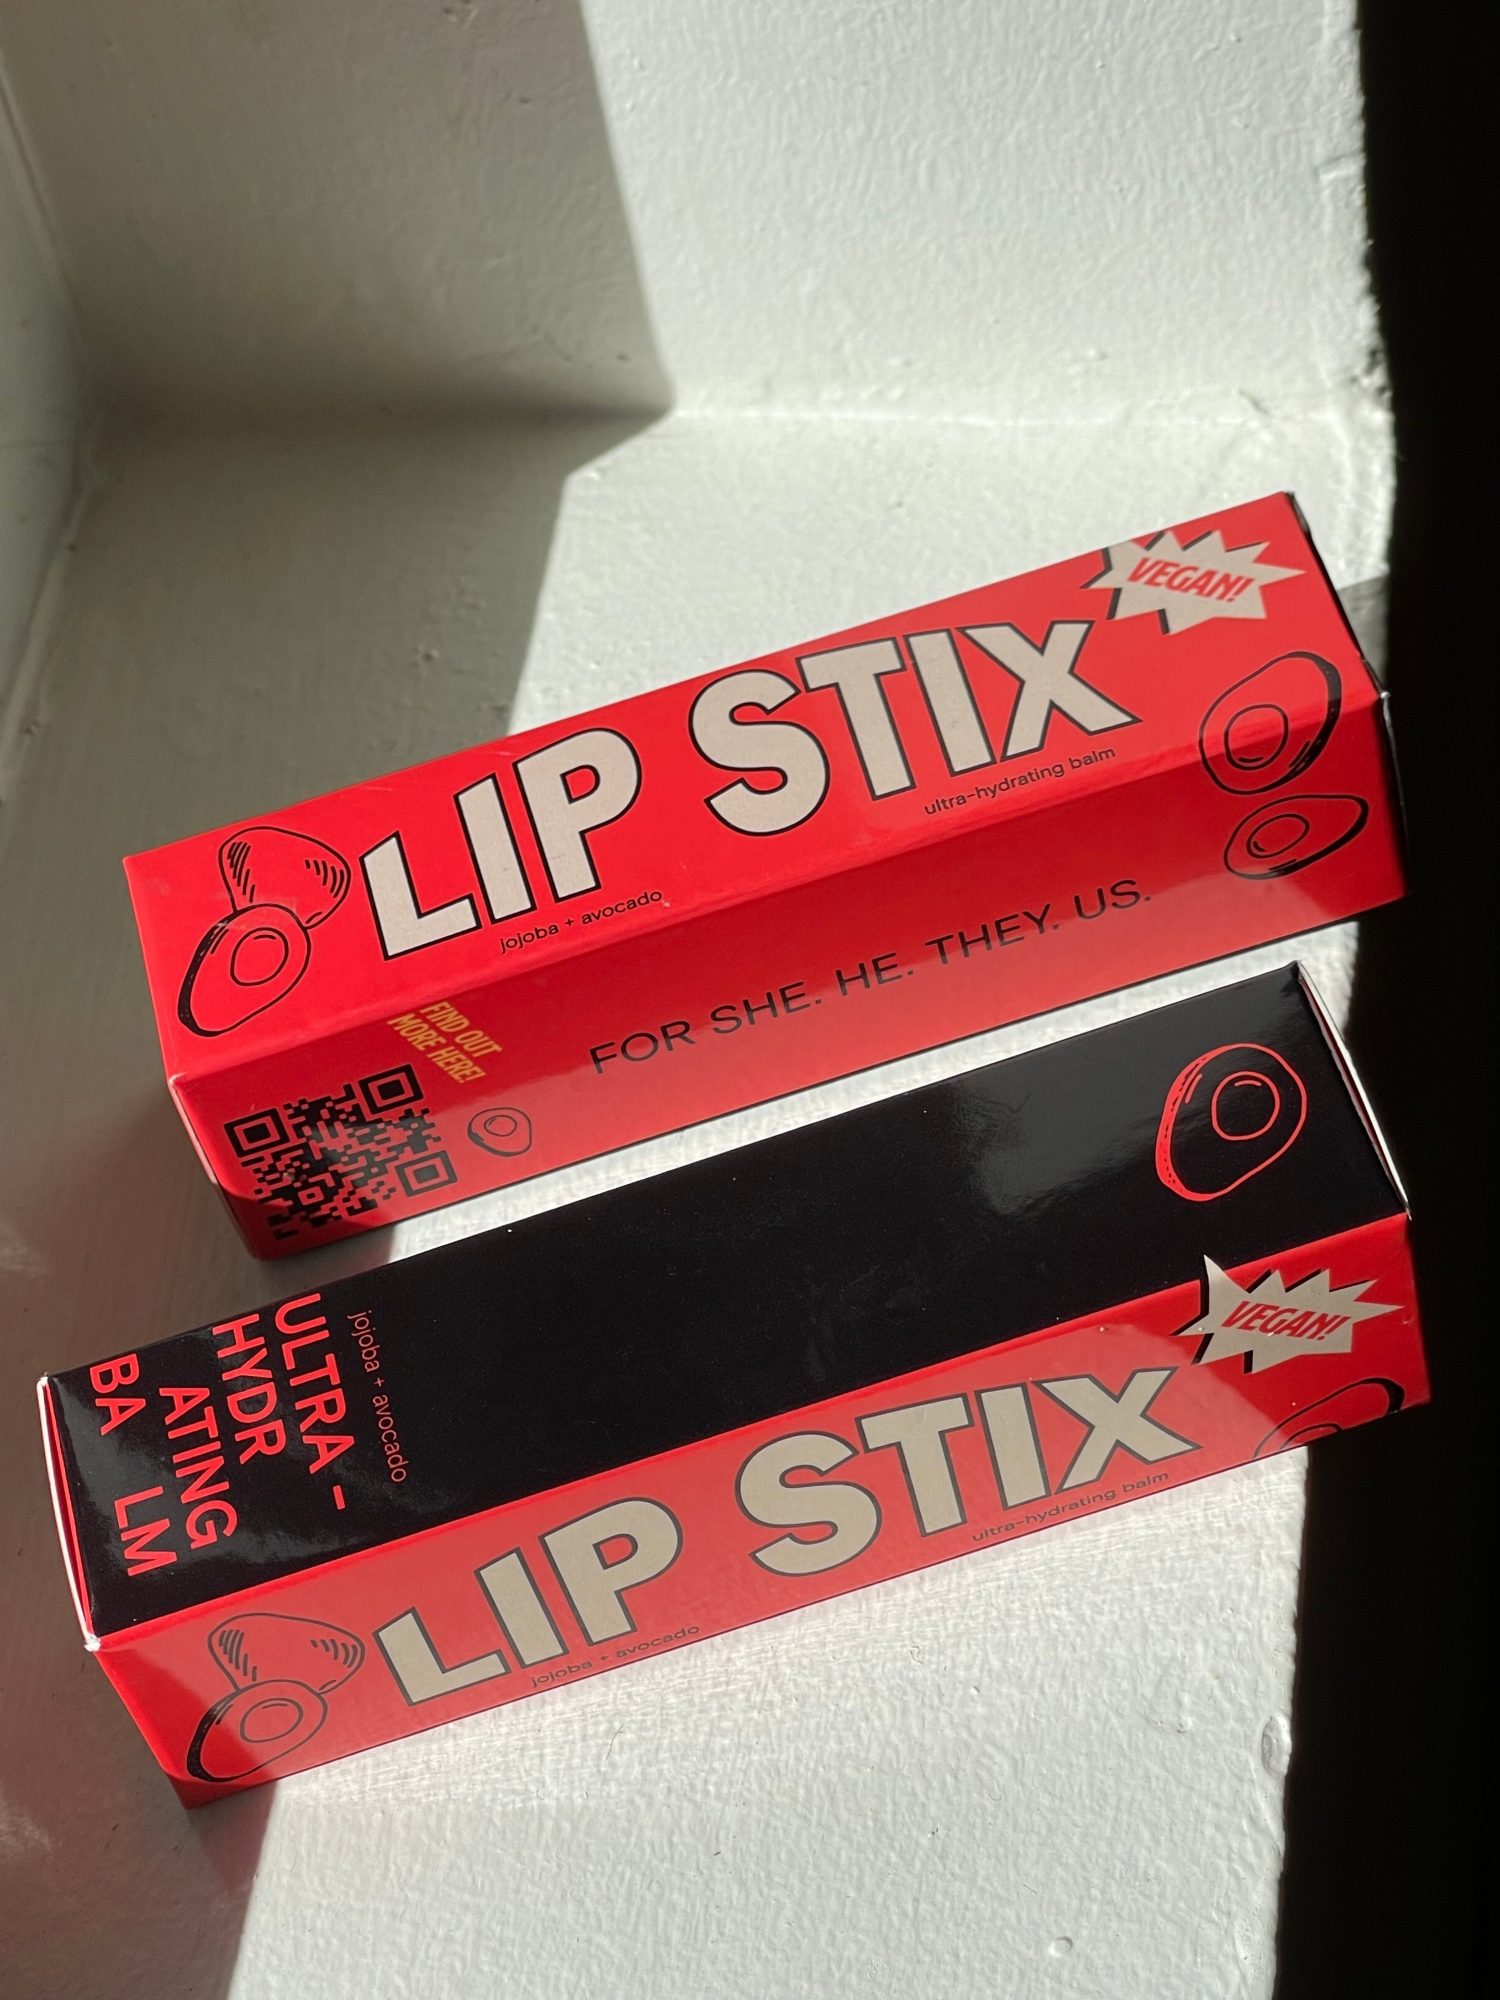 VEGAN!
LIP STIX
ultra-hydrating balm
jojoba + avocado
FOR SHE. HE. THEY. US.
FIND OUT
MORE HERE!
jojoba + avocado
ULTRA-
HYDR
ATING
BA LM
VEGAN!
LIP STIX
ultra-hydrating balm
jojoba + avocado